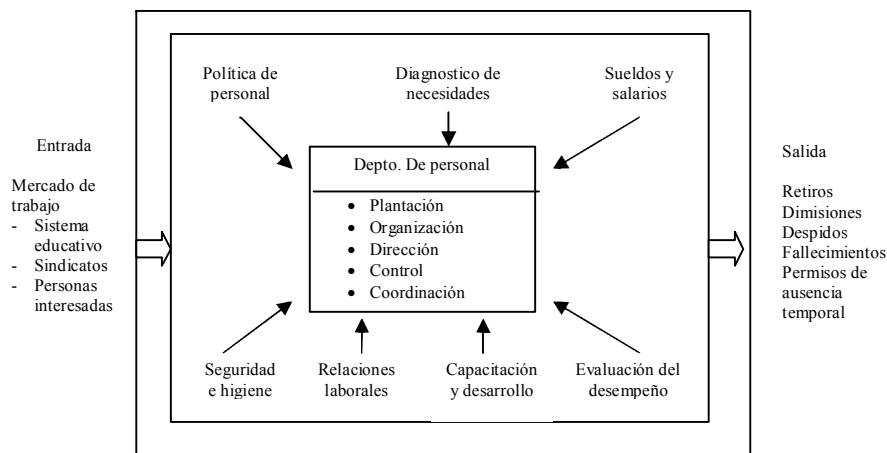 Política de
personal
Diagnostico de
necesidades
Sueldos y
salarios
Entrada
Mercado de
trabajo
- Sistema
educativo
- Sindicatos
- Personas
interesadas
Depto. De personal
• Plantación
• Organización
• Dirección
• Control
• Coordinación
Salida
Retiros
Dimisiones
Despidos
Fallecimientos
Permisos de
ausencia
temporal
Seguridad
e higiene
Relaciones
laborales
Capacitación
y desarrollo
Evaluación del
desempeño